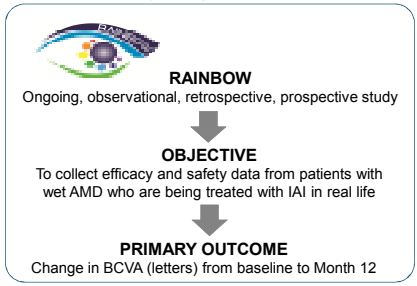 RAINBOW
RAINBOW
Ongoing, observational, retrospective, prospective study
OBJECTIVE
To collect efficacy and safety data from patients with
wet AMD who are being treated with IAI in real life
PRIMARY OUTCOME
Change in BCVA (letters) from baseline to Month 12